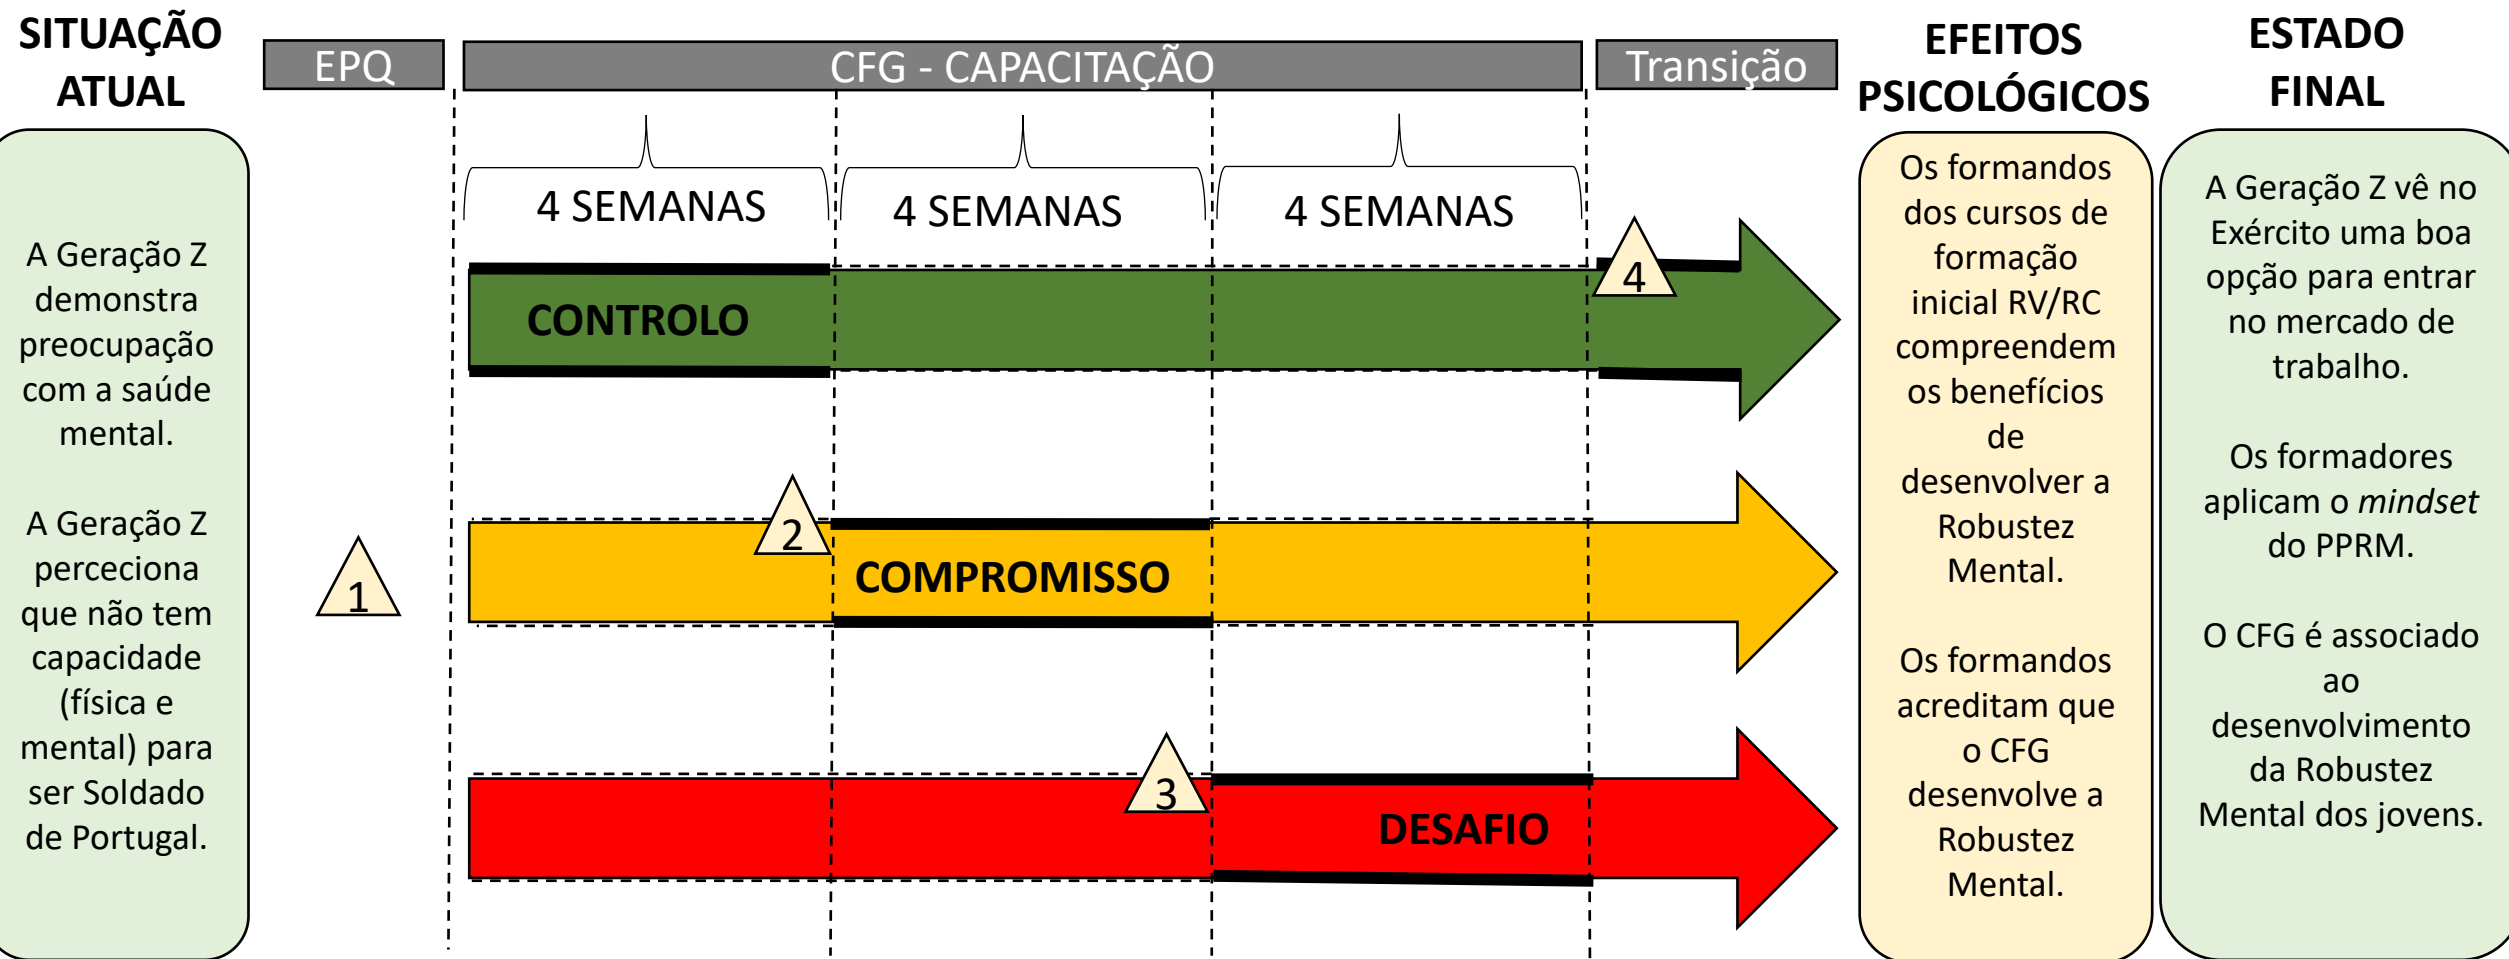 SITUAÇÃO
ATUAL
EPQ
CFG - CAPACITAÇÃO
Transição
EFEITOS
PSICOLÓGICOS
ESTADO
FINAL
A Geração Z
demonstra
preocupação
com a saúde
mental.
A Geração Z
perceciona
que não tem
capacidade
(física e
mental) para
ser Soldado
de Portugal.
4 SEMANAS
4 SEMANAS
4 SEMANAS
CONTROLO
4
1
2
COMPROMISSO
3
DESAFIO
Os formandos
dos cursos de
formação
inicial RV/RC
compreendem
os benefícios
de
desenvolver a
Robustez
Mental.
Os formandos
acreditam que
o CFG
desenvolve a
Robustez
Mental.
A Geração Z vê no
Exército uma boa
opção para entrar
no mercado de
trabalho.
Os formadores
aplicam o mindset
do PPRM.
O CFG é associado
ao
desenvolvimento
da Robustez
Mental dos jovens.